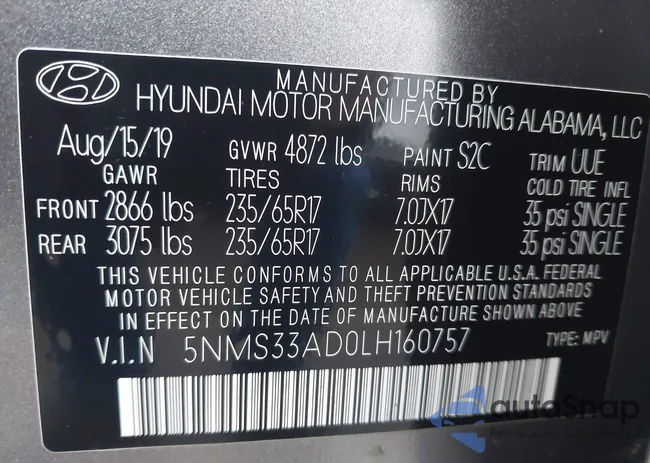 MANUFACTURED BY
HYUNDAI MOTOR MANUFACTURING ALABAMA, LLC
Aug/15/19 GVWR 4872 lbs PAINT S2C TRIM UUE
GAWR TIRES RIMS COLD TIRE INFL
FRONT 2866 lbs 235/65R17 7.0JX17 35 psi SINGLE
REAR 3075 lbs 235/65R17 7.0JX17 35 psi SINGLE
THIS VEHICLE CONFORMS TO ALL APPLICABLE U.S.A. FEDERAL
MOTOR VEHICLE SAFETY AND THEFT PREVENTION STANDARDS
IN EFFECT ON THE DATE OF MANUFACTURE SHOWN ABOVE
V.I.N 5NMS33AD0LH160757 TYPE: MPV
autoSnap